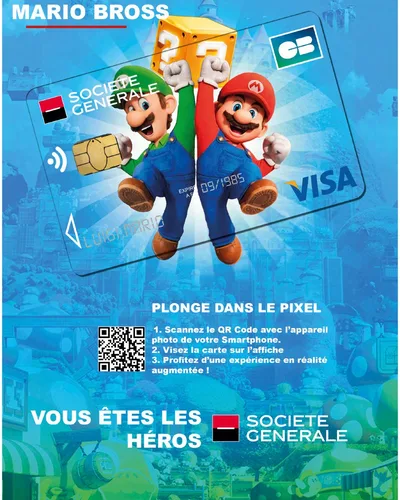 MARIO BROSS
CB
SOCIETE
GENERALE
EXPIRE
A FIN
09/1985
VISA
LUIGI/MARIO
PLONGE DANS LE PIXEL
1. Scannez le QR Code avec l'appareil
photo de votre Smartphone.
2. Visez la carte sur l'affiche
3. Profitez d'une expérience en réalité
augmentée !
VOUS ÊTES LES
HÉROS
SOCIETE
GENERALE